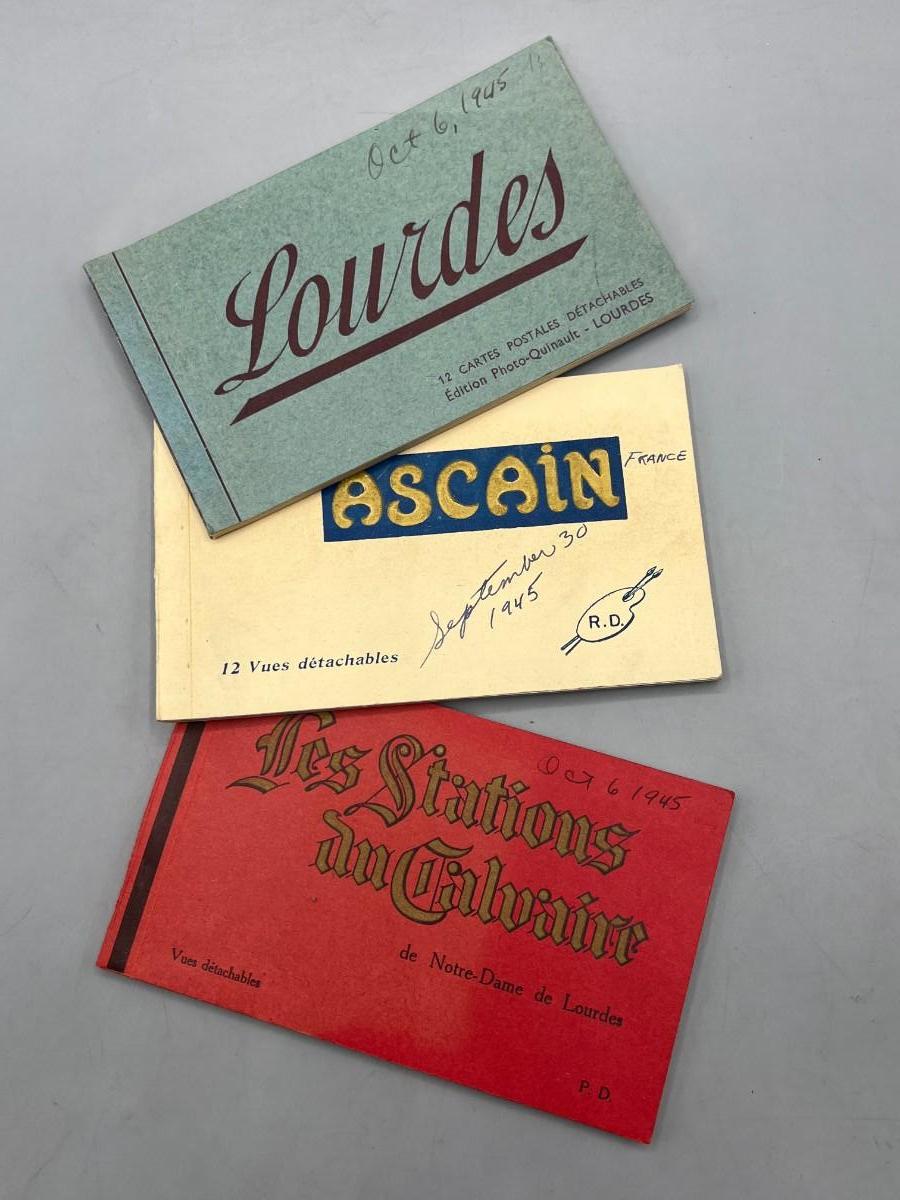 Oct 6, 1945
Lourdes
12 CARTES POSTALES DÉTACHABLES
Édition Photo-Quinault - LOURDES
ASCAiN
FRANCE
September 30
1945
R.D.
12 Vues détachables
Oct 6 1945
Les Stations
du Calvaire
de Notre-Dame de Lourdes
Vues détachables
P. D.